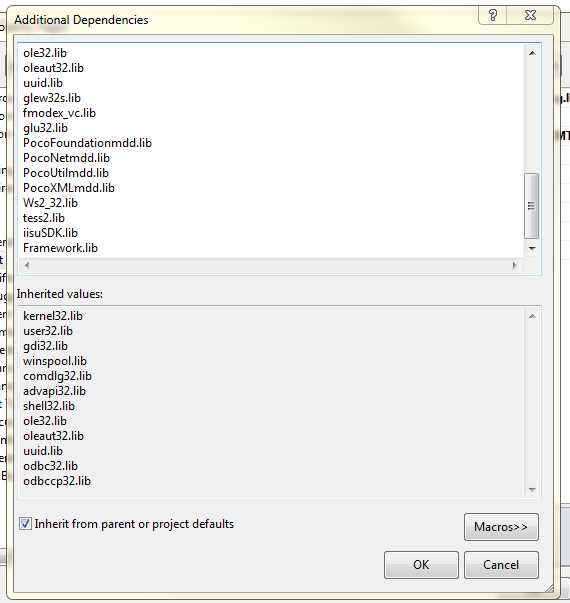 Additional Dependencies
ole32.lib
oleaut32.lib
uuid.lib
glew32s.lib
fmodex_vc.lib
glu32.lib
PocoFoundationmdd.lib
PocoNetmdd.lib
PocoUtilmdd.lib
PocoXMLmdd.lib
Ws2_32.lib
tess2.lib
iisuSDK.lib
Framework.lib
Inherited values:
kernel32.lib
user32.lib
gdi32.lib
winspool.lib
comdlg32.lib
advapi32.lib
shell32.lib
ole32.lib
oleaut32.lib
uuid.lib
odbc32.lib
odbccp32.lib
Inherit from parent or project defaults
Macros>>
OK
Cancel